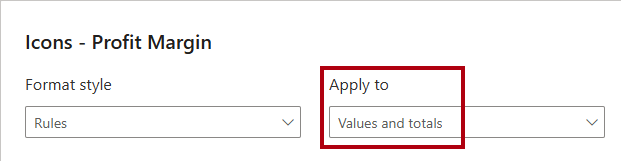 Icons - Profit Margin
Format style Apply to
Rules Values and totals